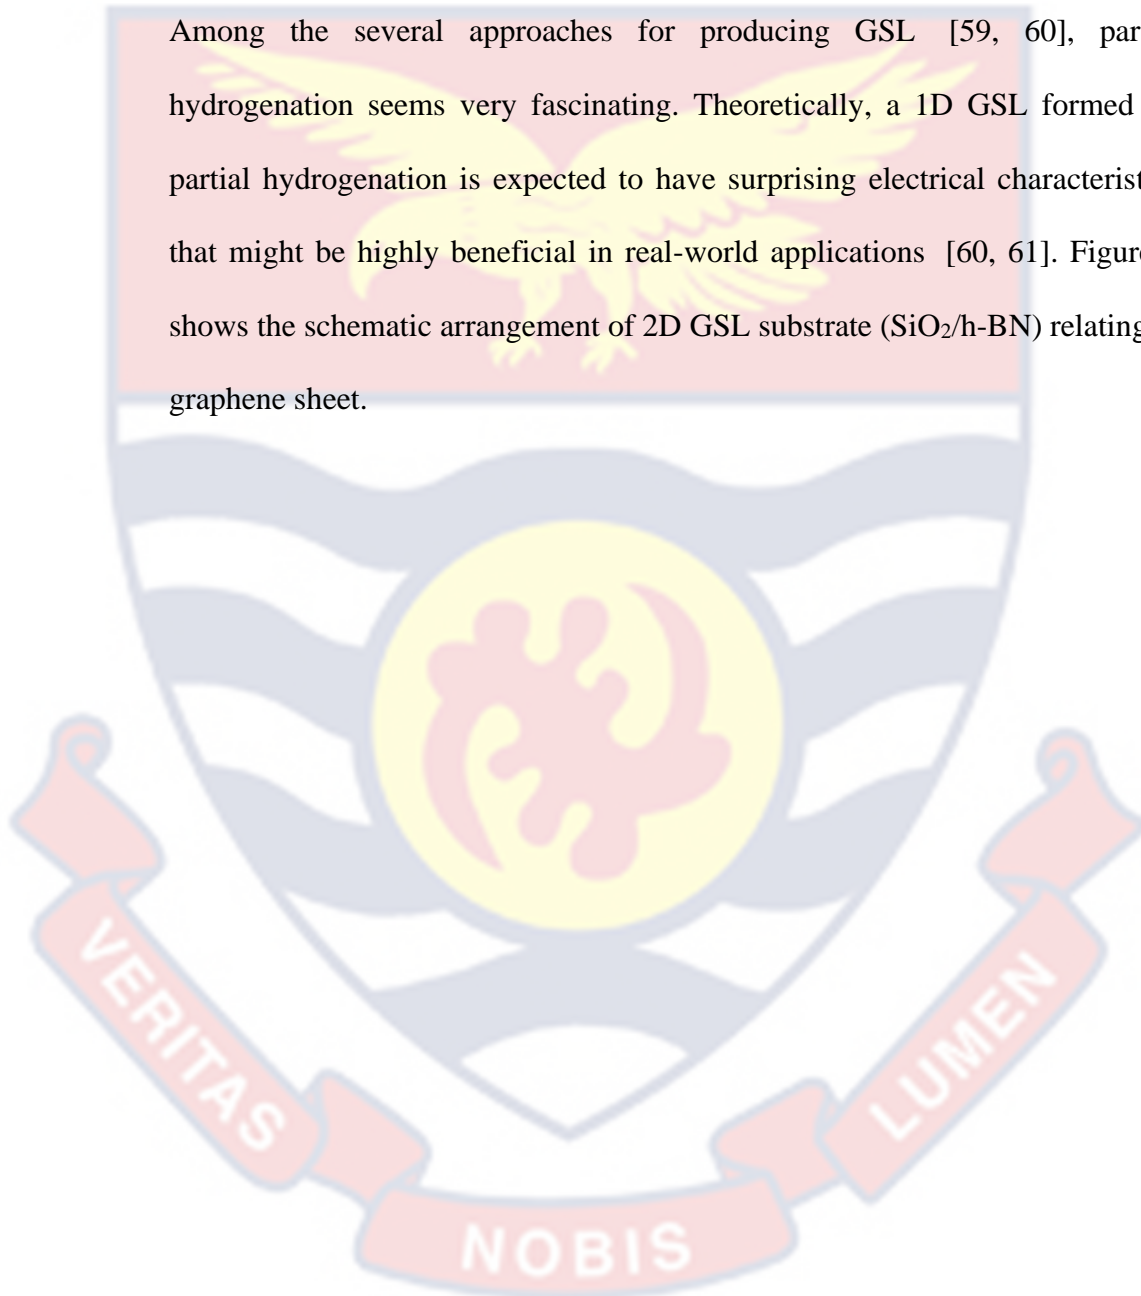 Among the several approaches for producing GSL [59, 60], par
hydrogenation seems very fascinating. Theoretically, a 1D GSL formed
partial hydrogenation is expected to have surprising electrical characterist
that might be highly beneficial in real-world applications [60, 61]. Figure
shows the schematic arrangement of 2D GSL substrate (SiO₂/h-BN) relating
graphene sheet.
VERITAS
NOBIS
LUMEN